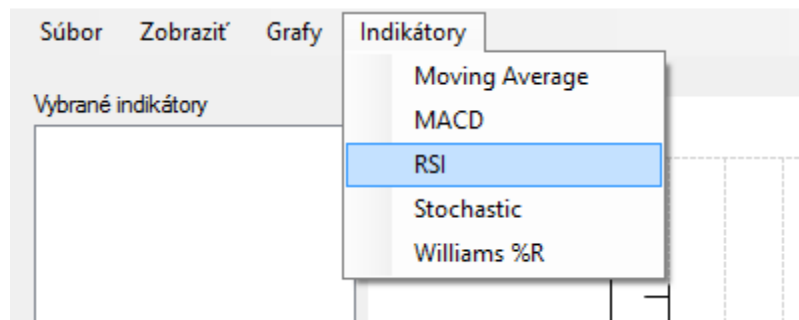 Súbor Zobraziť Grafy Indikátory
Moving Average
Vybrané indikátory
MACD
RSI
Stochastic
Williams %R